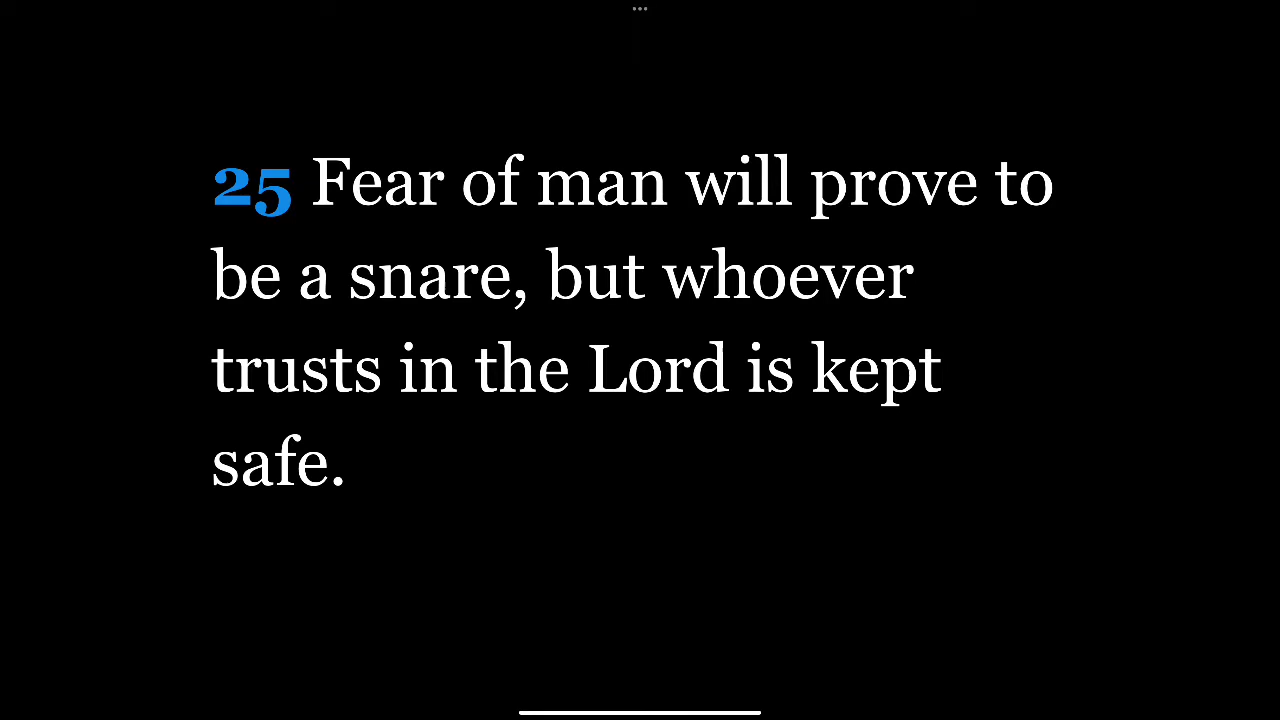 25 Fear of man will prove to
be a snare, but whoever
trusts in the Lord is kept
safe.